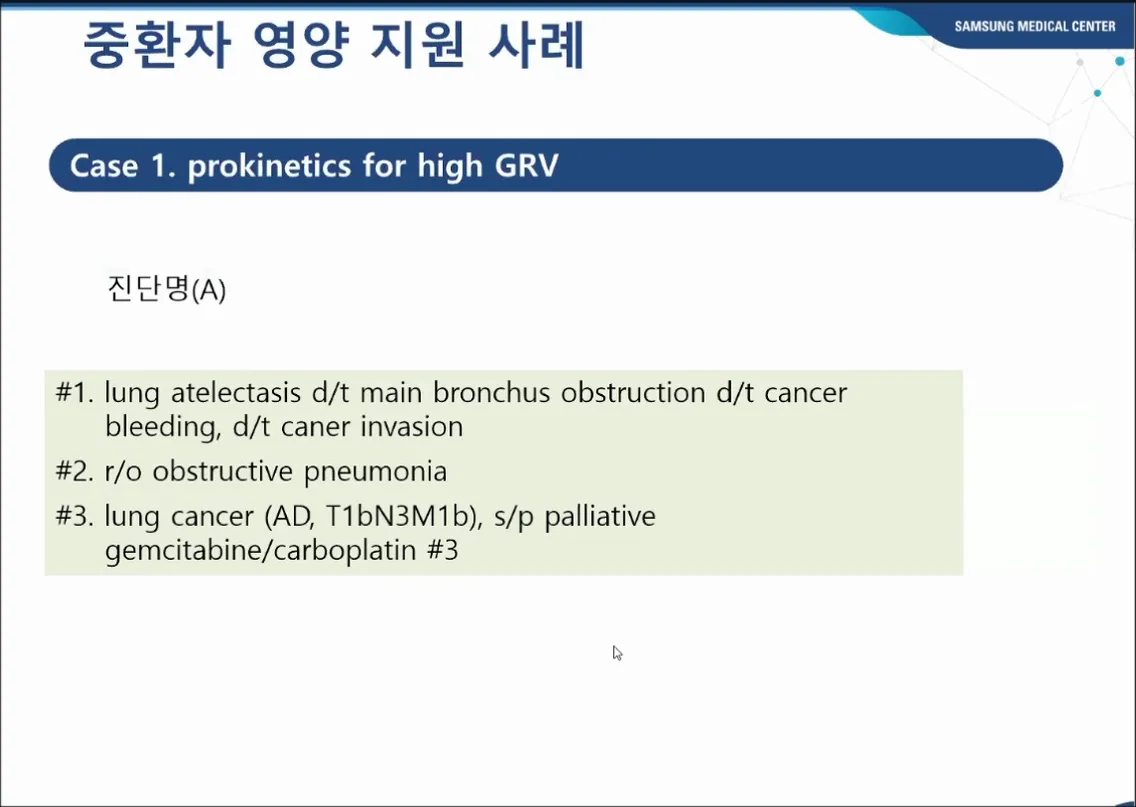 중환자 영양 지원 사례
SAMSUNG MEDICAL CENTER
Case 1. prokinetics for high GRV
진단명(A)
#1. lung atelectasis d/t main bronchus obstruction d/t cancer
bleeding, d/t caner invasion
#2. r/o obstructive pneumonia
#3. lung cancer (AD, T1bN3M1b), s/p palliative
gemcitabine/carboplatin #3